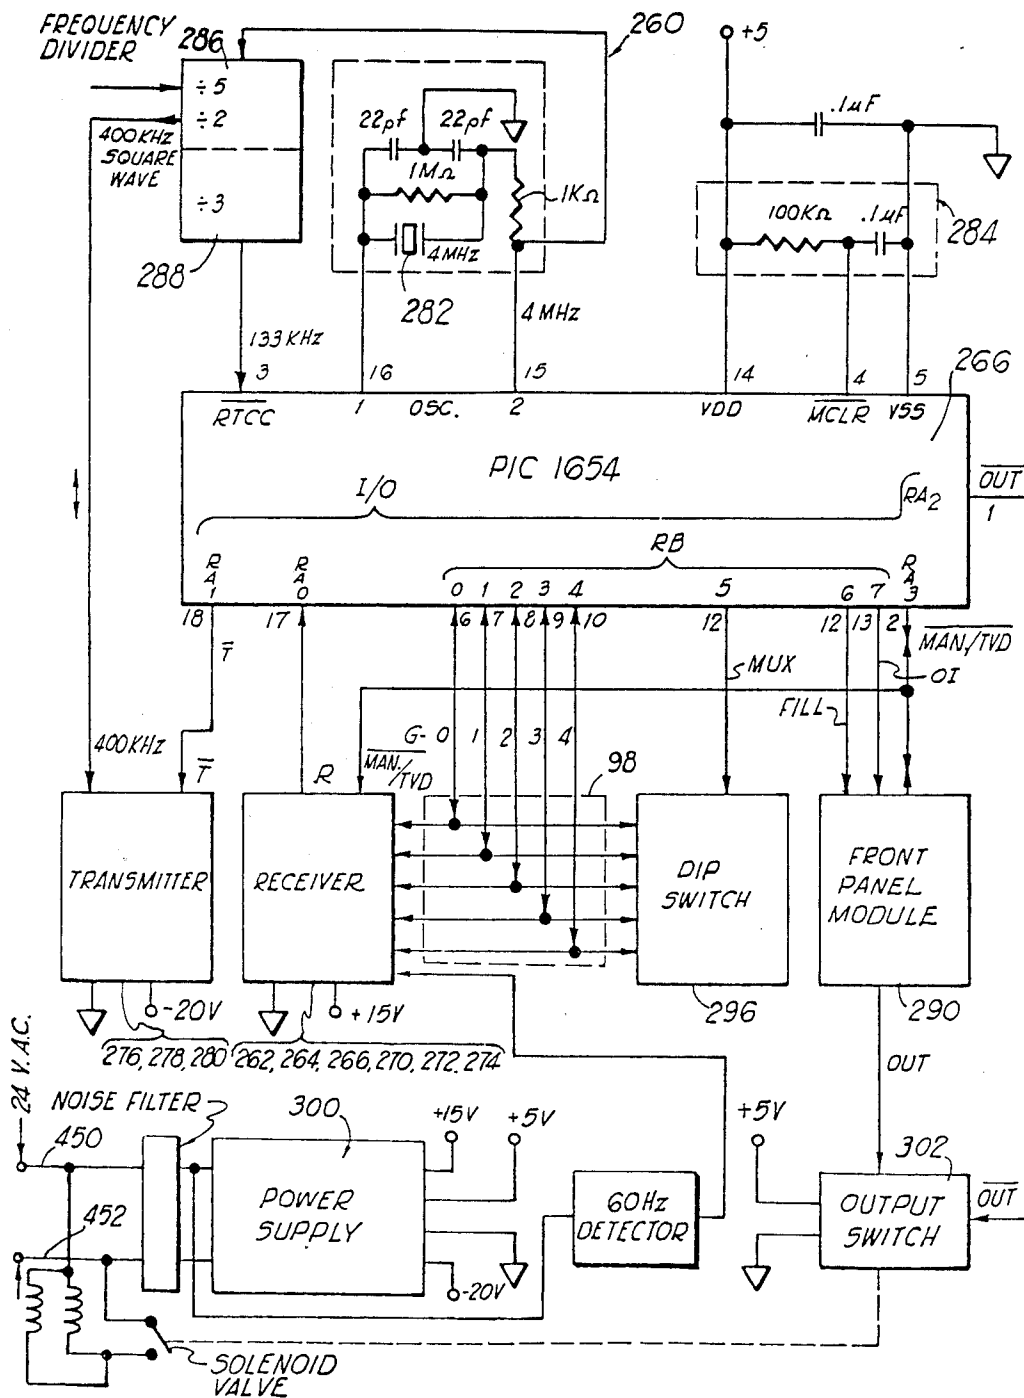 FREQUENCY
DIVIDER
286
260
+5
÷5
÷2
400KHZ
SQUARE
WAVE
÷3
288
22pf
22pf
1MΩ
1KΩ
4MHz
282
.1µF
100KΩ
.1µF
284
133KHz
4 MHz
3
16
15
14
4
5
266
RTCC
1
OSC.
2
VDD
MCLR
VSS
PIC 1654
OUT
1
I/O
RA2
RB
RA1
RA0
0
1
2
3
4
5
6
7
RA3
18
17
6
7
8
9
10
12
12
13
2
T
MAN./TVD
MUX
OI
FILL
G-
0
1
2
3
4
400KHZ
T
R
MAN./TVD
98
TRANSMITTER
RECEIVER
DIP
SWITCH
FRONT
PANEL
MODULE
-20V
+15V
296
290
276, 278, 280
262, 264, 266, 270, 272, 274
OUT
24 V.A.C.
NOISE FILTER
300
+15V
+5V
+5V
302
450
POWER
SUPPLY
60Hz
DETECTOR
OUTPUT
SWITCH
OUT
452
-20V
SOLENOID
VALVE